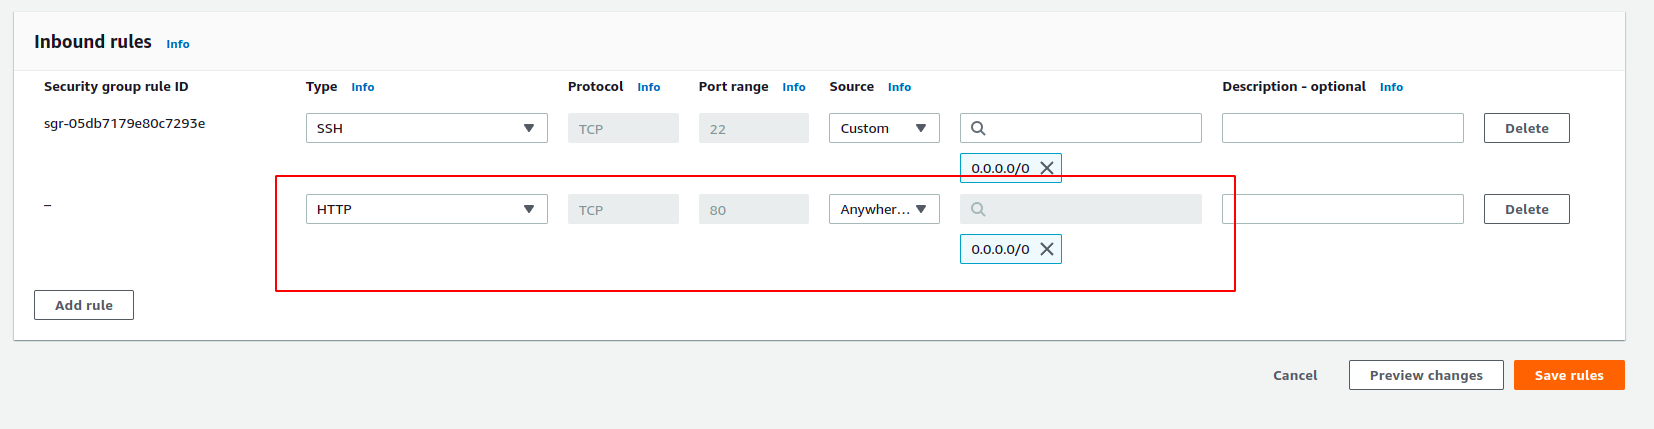 Inbound rules Info
Security group rule ID Type Info Protocol Info Port range Info Source Info Description - optional Info
sgr-05db7179e80c7293e SSH TCP 22 Custom Delete
0.0.0.0/0
– HTTP TCP 80 Anywher... Delete
0.0.0.0/0
Add rule
Cancel Preview changes Save rules